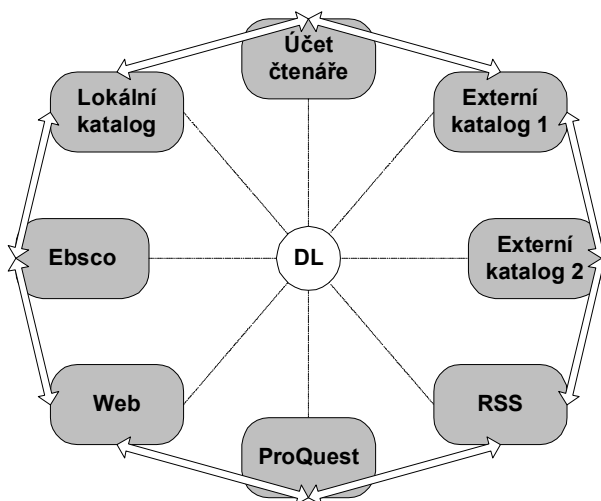 Účet
čtenáře
Lokální
katalog
Externí
katalog 1
Ebsco
DL
Externí
katalog 2
Web
RSS
ProQuest